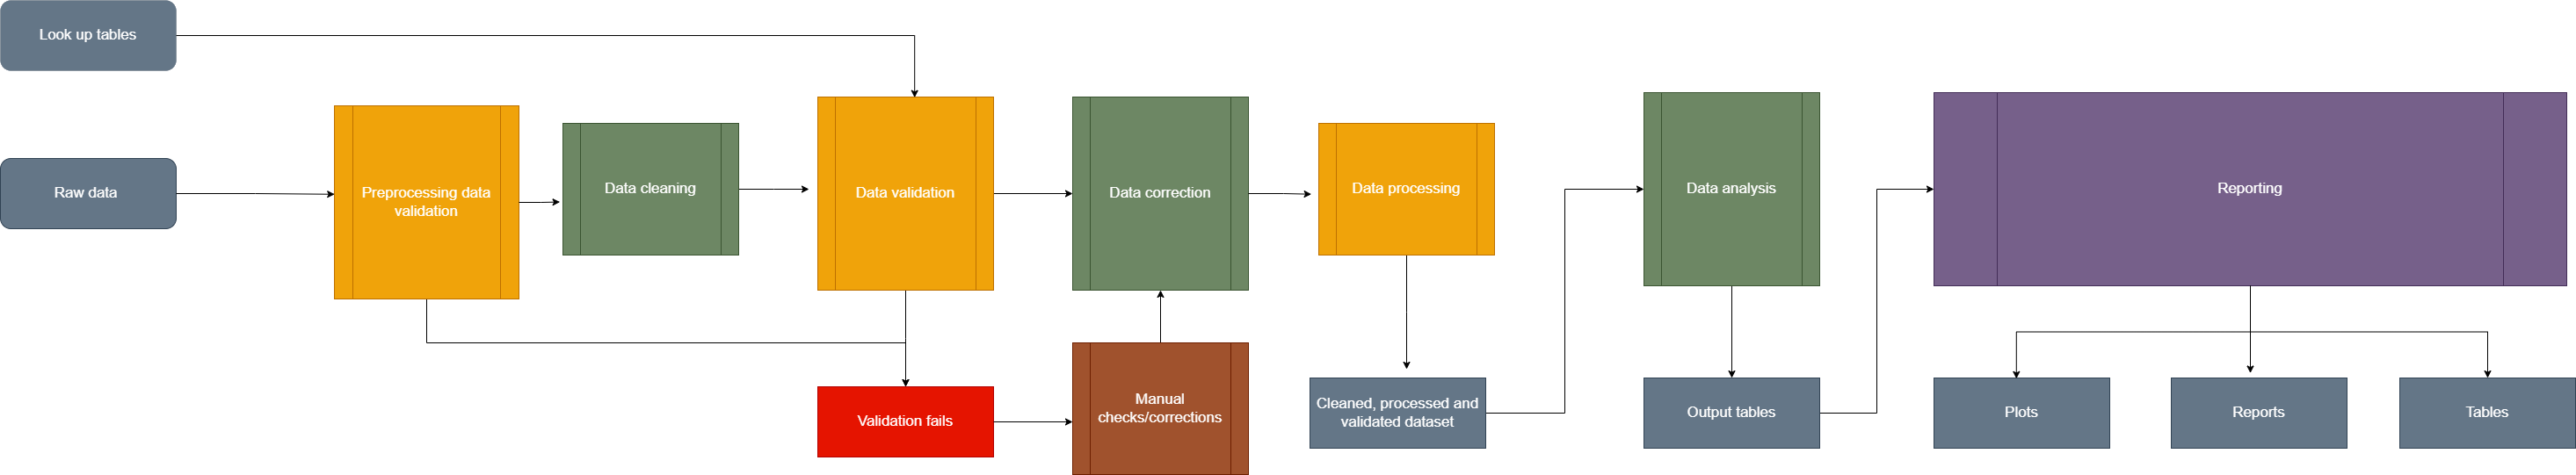 Look up tables
Raw data
Preprocessing data
validation
Data cleaning
Data validation
Data correction
Data processing
Data analysis
Reporting
Validation fails
Manual
checks/corrections
Cleaned, processed and
validated dataset
Output tables
Plots
Reports
Tables